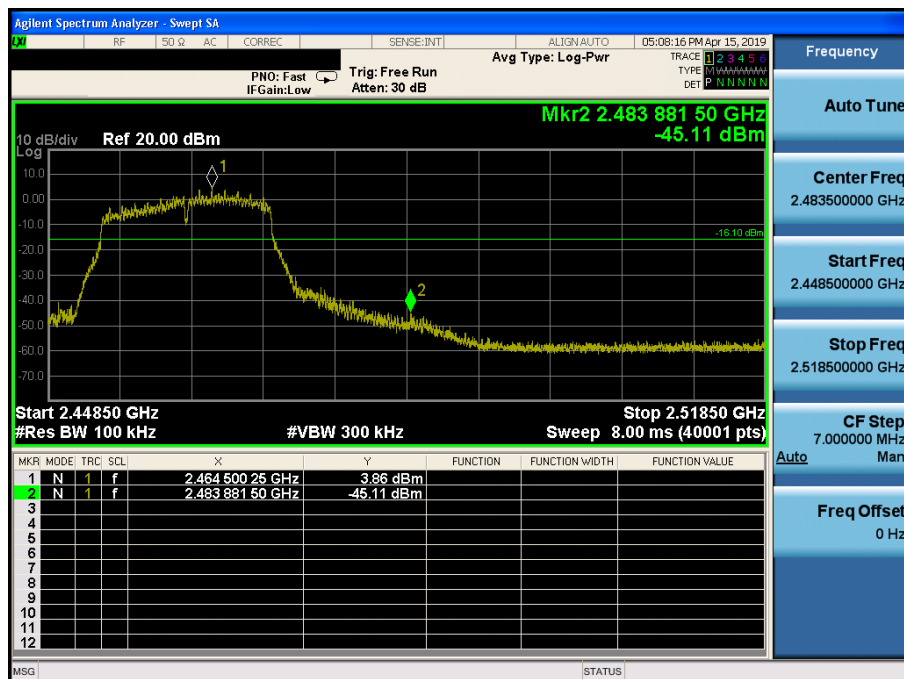 Agilent Spectrum Analyzer - Swept SA
LXI RF 50 Ω AC CORREC SENSE:INT ALIGN AUTO 05:08:16 PM Apr 15, 2019
Avg Type: Log-Pwr
TRACE 1 2 3 4 5 6
PNO: Fast Trig: Free Run
TYPE M WWWWW
IFGain:Low Atten: 30 dB
DET P N N N N N
Mkr2 2.483 881 50 GHz
-45.11 dBm
10 dB/div Ref 20.00 dBm
Log
10.0
0.00
-10.0
-20.0
-30.0
-40.0
-50.0
-60.0
-70.0
1
-16.10 dBm
2
Start 2.44850 GHz Stop 2.51850 GHz
#Res BW 100 kHz #VBW 300 kHz Sweep 8.00 ms (40001 pts)
MKR MODE TRC SCL X Y FUNCTION FUNCTION WIDTH FUNCTION VALUE
1 N 1 f 2.464 500 25 GHz 3.86 dBm
2 N 1 f 2.483 881 50 GHz -45.11 dBm
3
4
5
6
7
8
9
10
11
12
MSG STATUS
Frequency
Auto Tune
Center Freq
2.483500000 GHz
Start Freq
2.448500000 GHz
Stop Freq
2.518500000 GHz
CF Step
7.000000 MHz
Auto Man
Freq Offset
0 Hz